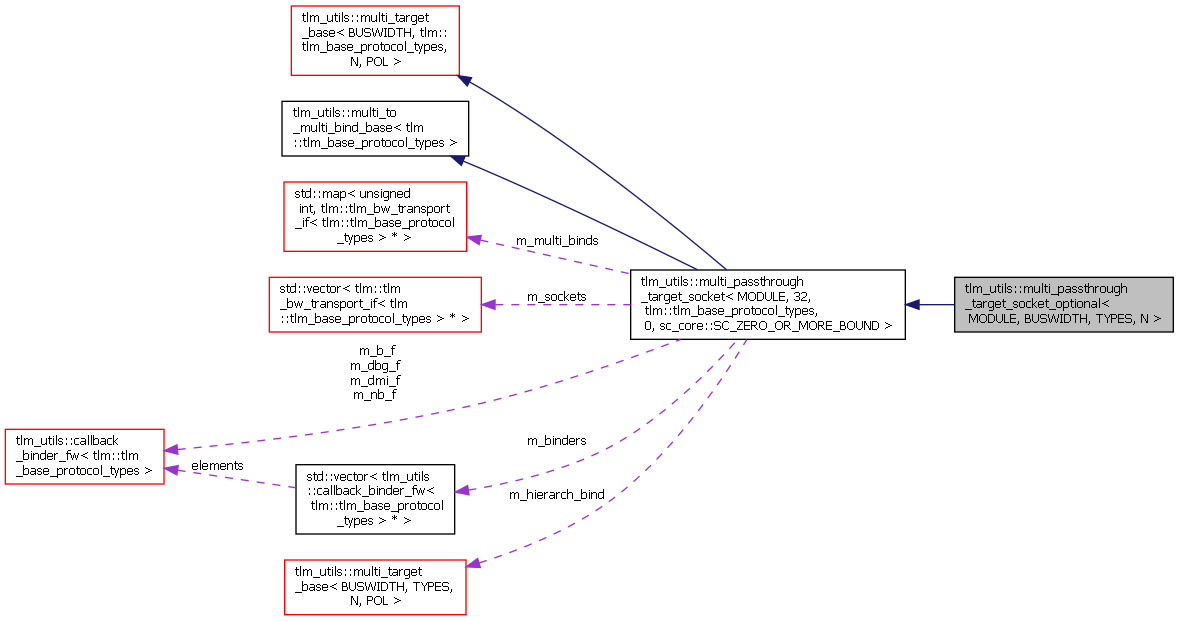 tlm_utils::multi_target
_base< BUSWIDTH, tlm::
tlm_base_protocol_types,
N, POL >
tlm_utils::multi_to
_multi_bind_base< tlm
::tlm_base_protocol_types >
std::map< unsigned
int, tlm::tlm_bw_transport
_if< tlm::tlm_base_protocol
_types > * >
m_multi_binds
std::vector< tlm::tlm
_bw_transport_if< tlm
::tlm_base_protocol_types > * >
m_sockets
tlm_utils::multi_passthrough
_target_socket< MODULE, 32,
tlm::tlm_base_protocol_types,
0, sc_core::SC_ZERO_OR_MORE_BOUND >
tlm_utils::multi_passthrough
_target_socket_optional<
MODULE, BUSWIDTH, TYPES, N >
m_b_f
m_dbg_f
m_dmi_f
m_nb_f
tlm_utils::callback
_binder_fw< tlm::tlm
_base_protocol_types >
elements
m_binders
std::vector< tlm_utils
::callback_binder_fw<
tlm::tlm_base_protocol
_types > * >
m_hierarch_bind
tlm_utils::multi_target
_base< BUSWIDTH, TYPES,
N, POL >